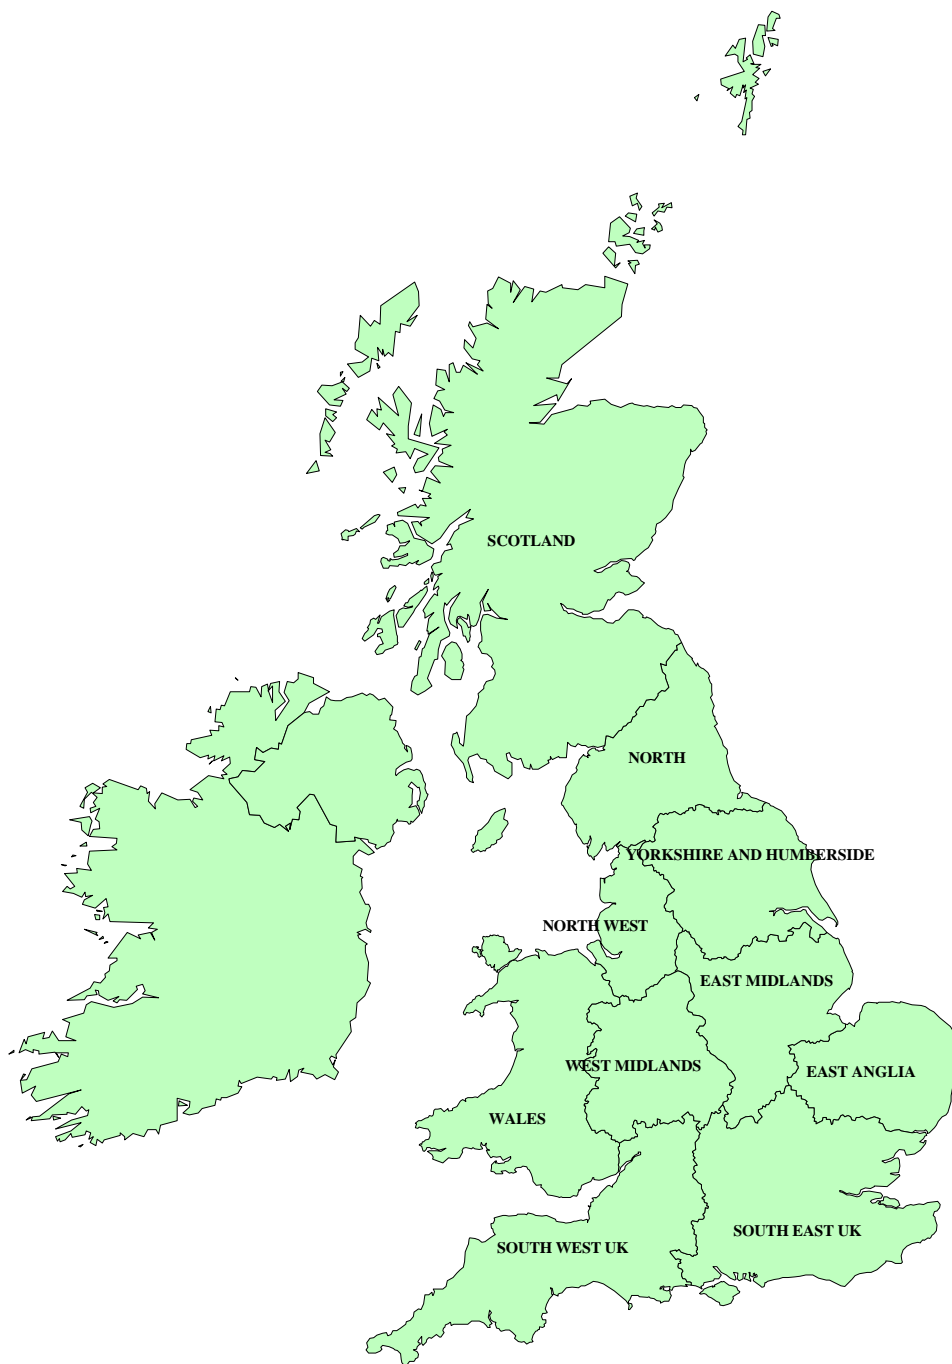 SCOTLAND
NORTH
YORKSHIRE AND HUMBERSIDE
NORTH WEST
EAST MIDLANDS
WEST MIDLANDS
EAST ANGLIA
WALES
SOUTH EAST UK
SOUTH WEST UK